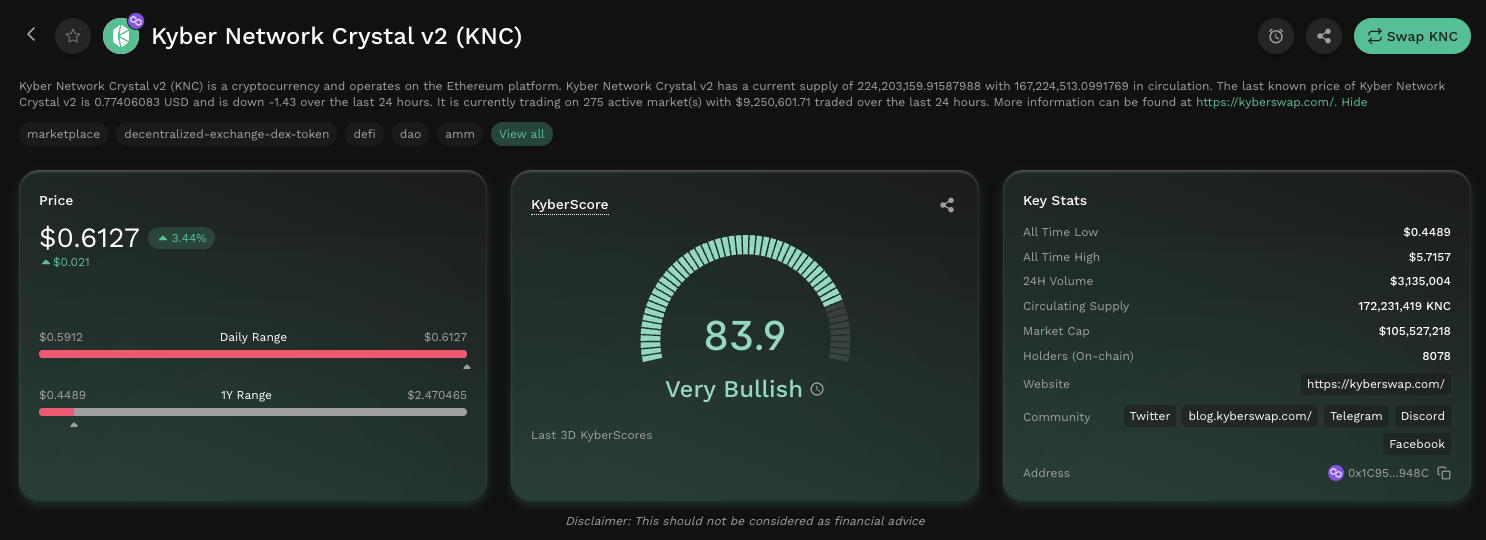 Kyber Network Crystal v2 (KNC)
Swap KNC
Kyber Network Crystal v2 (KNC) is a cryptocurrency and operates on the Ethereum platform. Kyber Network Crystal v2 has a current supply of 224,203,159.91587988 with 167,224,513.0991769 in circulation. The last known price of Kyber Network
Crystal v2 is 0.77406083 USD and is down -1.43 over the last 24 hours. It is currently trading on 275 active market(s) with $9,250,601.71 traded over the last 24 hours. More information can be found at https://kyberswap.com/. Hide
marketplace decentralized-exchange-dex-token defi dao amm View all
Price
$0.6127 3.44%
$0.021
$0.5912 Daily Range $0.6127
$0.4489 1Y Range $2.470465
KyberScore
83.9
Very Bullish
Last 3D KyberScores
Key Stats
All Time Low $0.4489
All Time High $5.7157
24H Volume $3,135,004
Circulating Supply 172,231,419 KNC
Market Cap $105,527,218
Holders (On-chain) 8078
Website https://kyberswap.com/
Community Twitter blog.kyberswap.com/ Telegram Discord
Facebook
Address 0x1C95...948C
Disclaimer: This should not be considered as financial advice